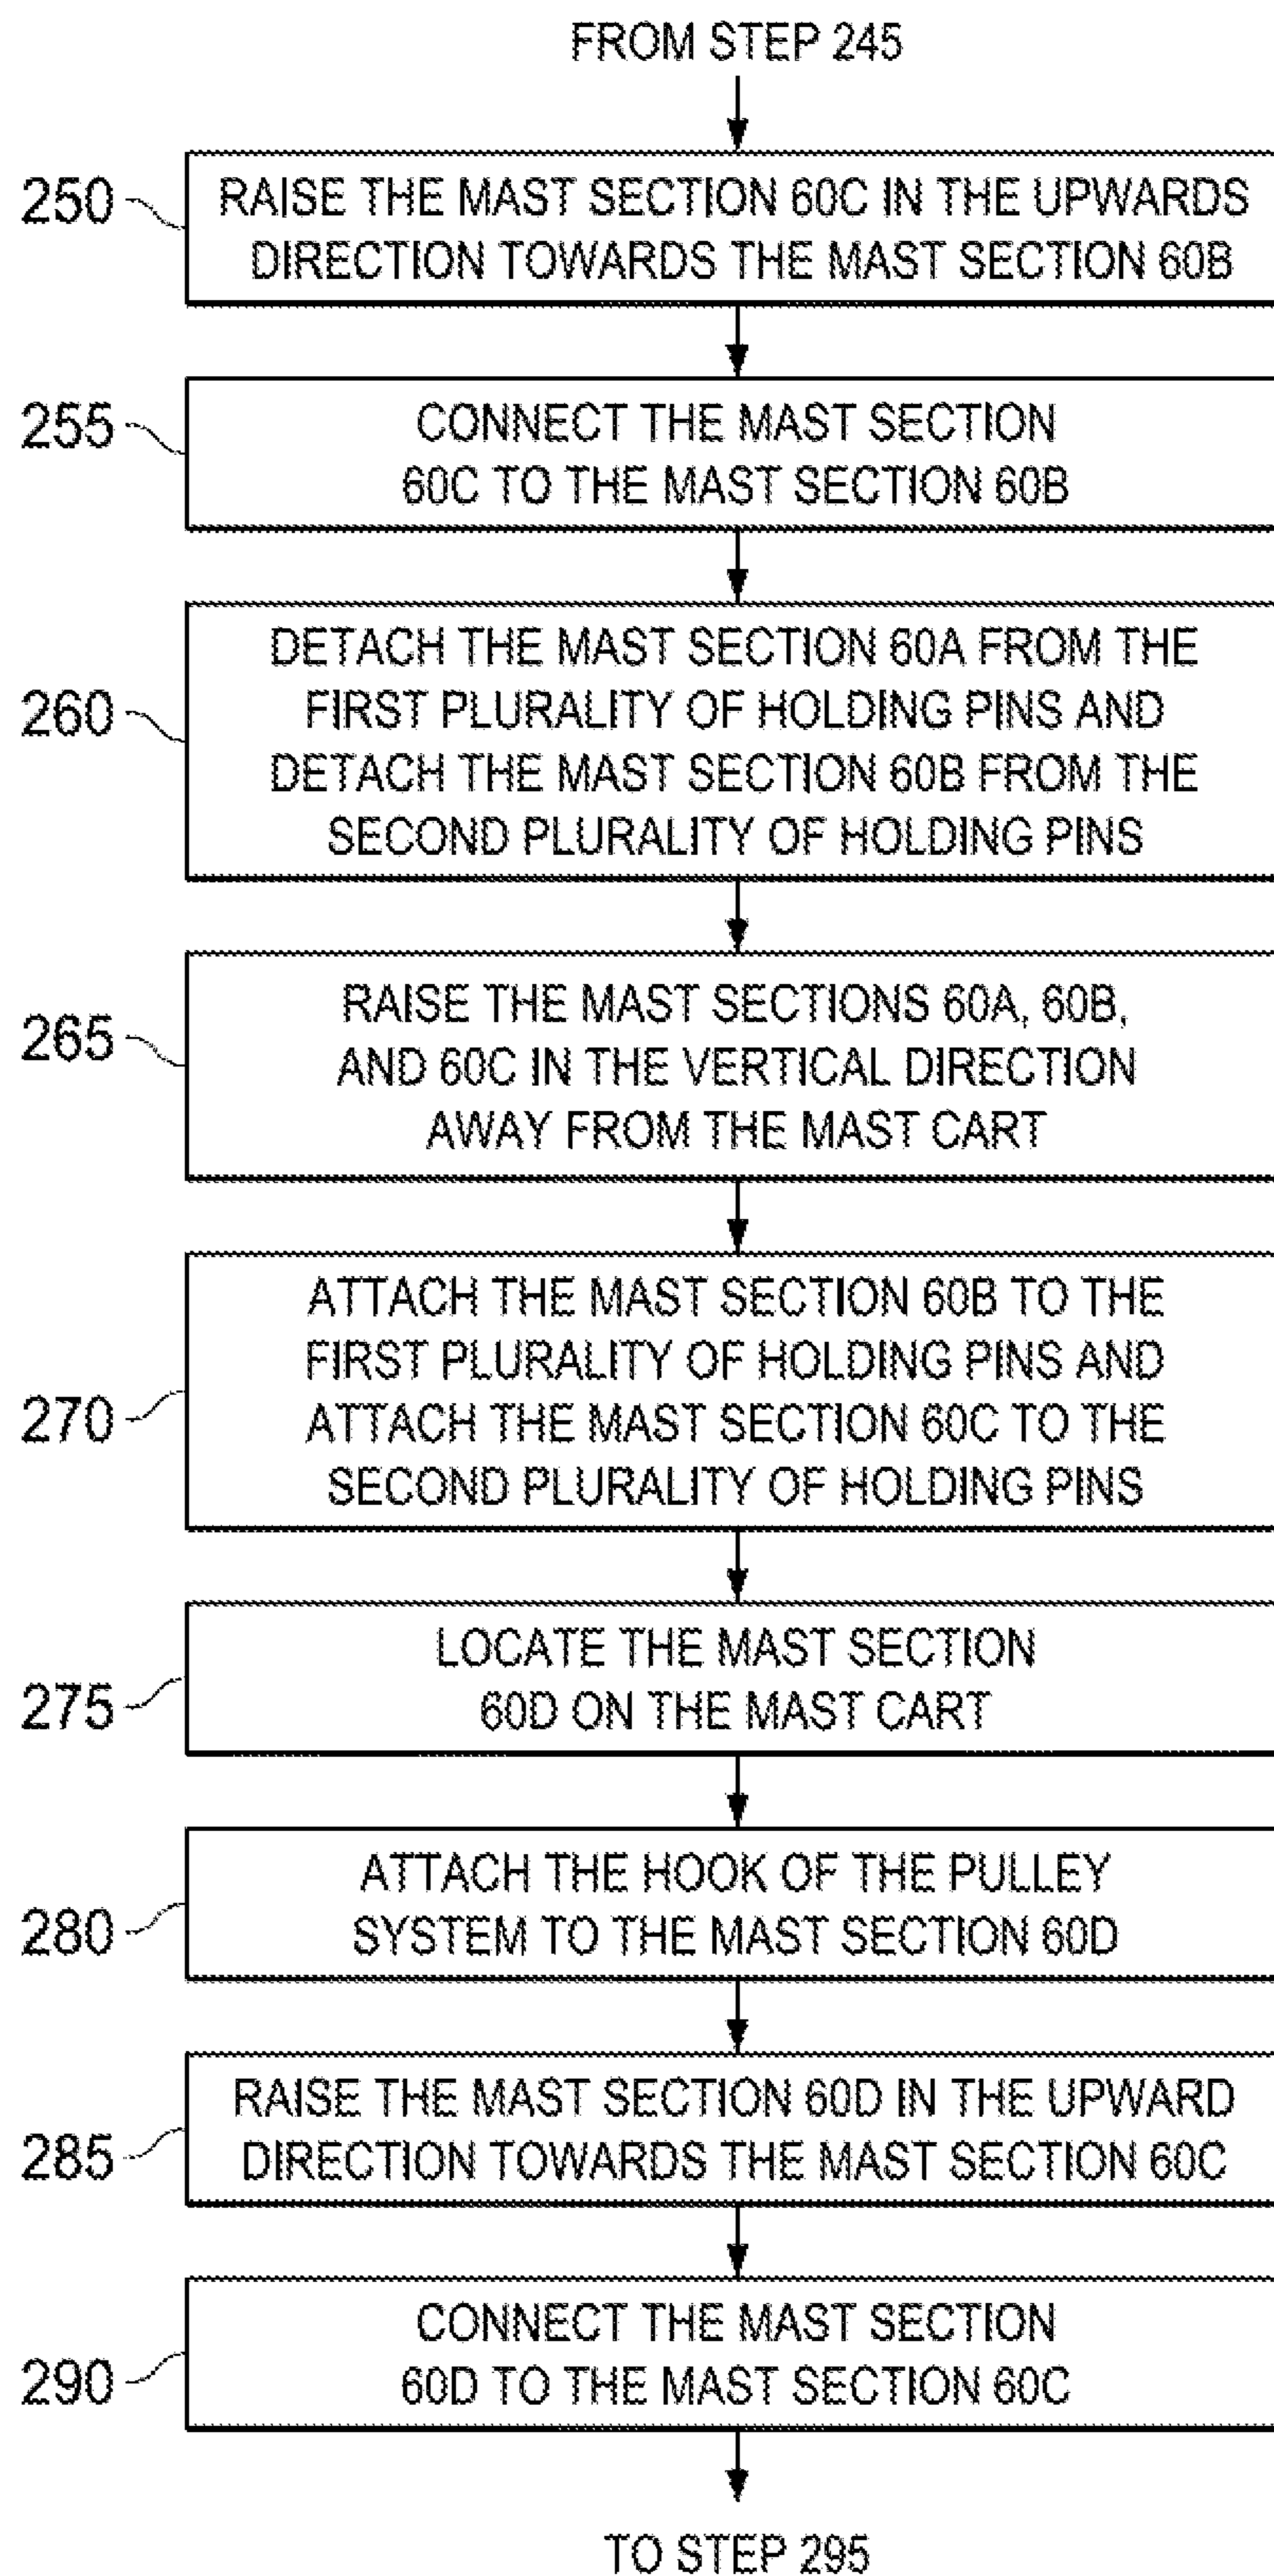 FROM STEP 245
250
RAISE THE MAST SECTION 60C IN THE UPWARDS
DIRECTION TOWARDS THE MAST SECTION 60B
255
CONNECT THE MAST SECTION
60C TO THE MAST SECTION 60B
260
DETACH THE MAST SECTION 60A FROM THE
FIRST PLURALITY OF HOLDING PINS AND
DETACH THE MAST SECTION 60B FROM THE
SECOND PLURALITY OF HOLDING PINS
265
RAISE THE MAST SECTIONS 60A, 60B,
AND 60C IN THE VERTICAL DIRECTION
AWAY FROM THE MAST CART
270
ATTACH THE MAST SECTION 60B TO THE
FIRST PLURALITY OF HOLDING PINS AND
ATTACH THE MAST SECTION 60C TO THE
SECOND PLURALITY OF HOLDING PINS
275
LOCATE THE MAST SECTION
60D ON THE MAST CART
280
ATTACH THE HOOK OF THE PULLEY
SYSTEM TO THE MAST SECTION 60D
285
RAISE THE MAST SECTION 60D IN THE UPWARD
DIRECTION TOWARDS THE MAST SECTION 60C
290
CONNECT THE MAST SECTION
60D TO THE MAST SECTION 60C
TO STEP 295